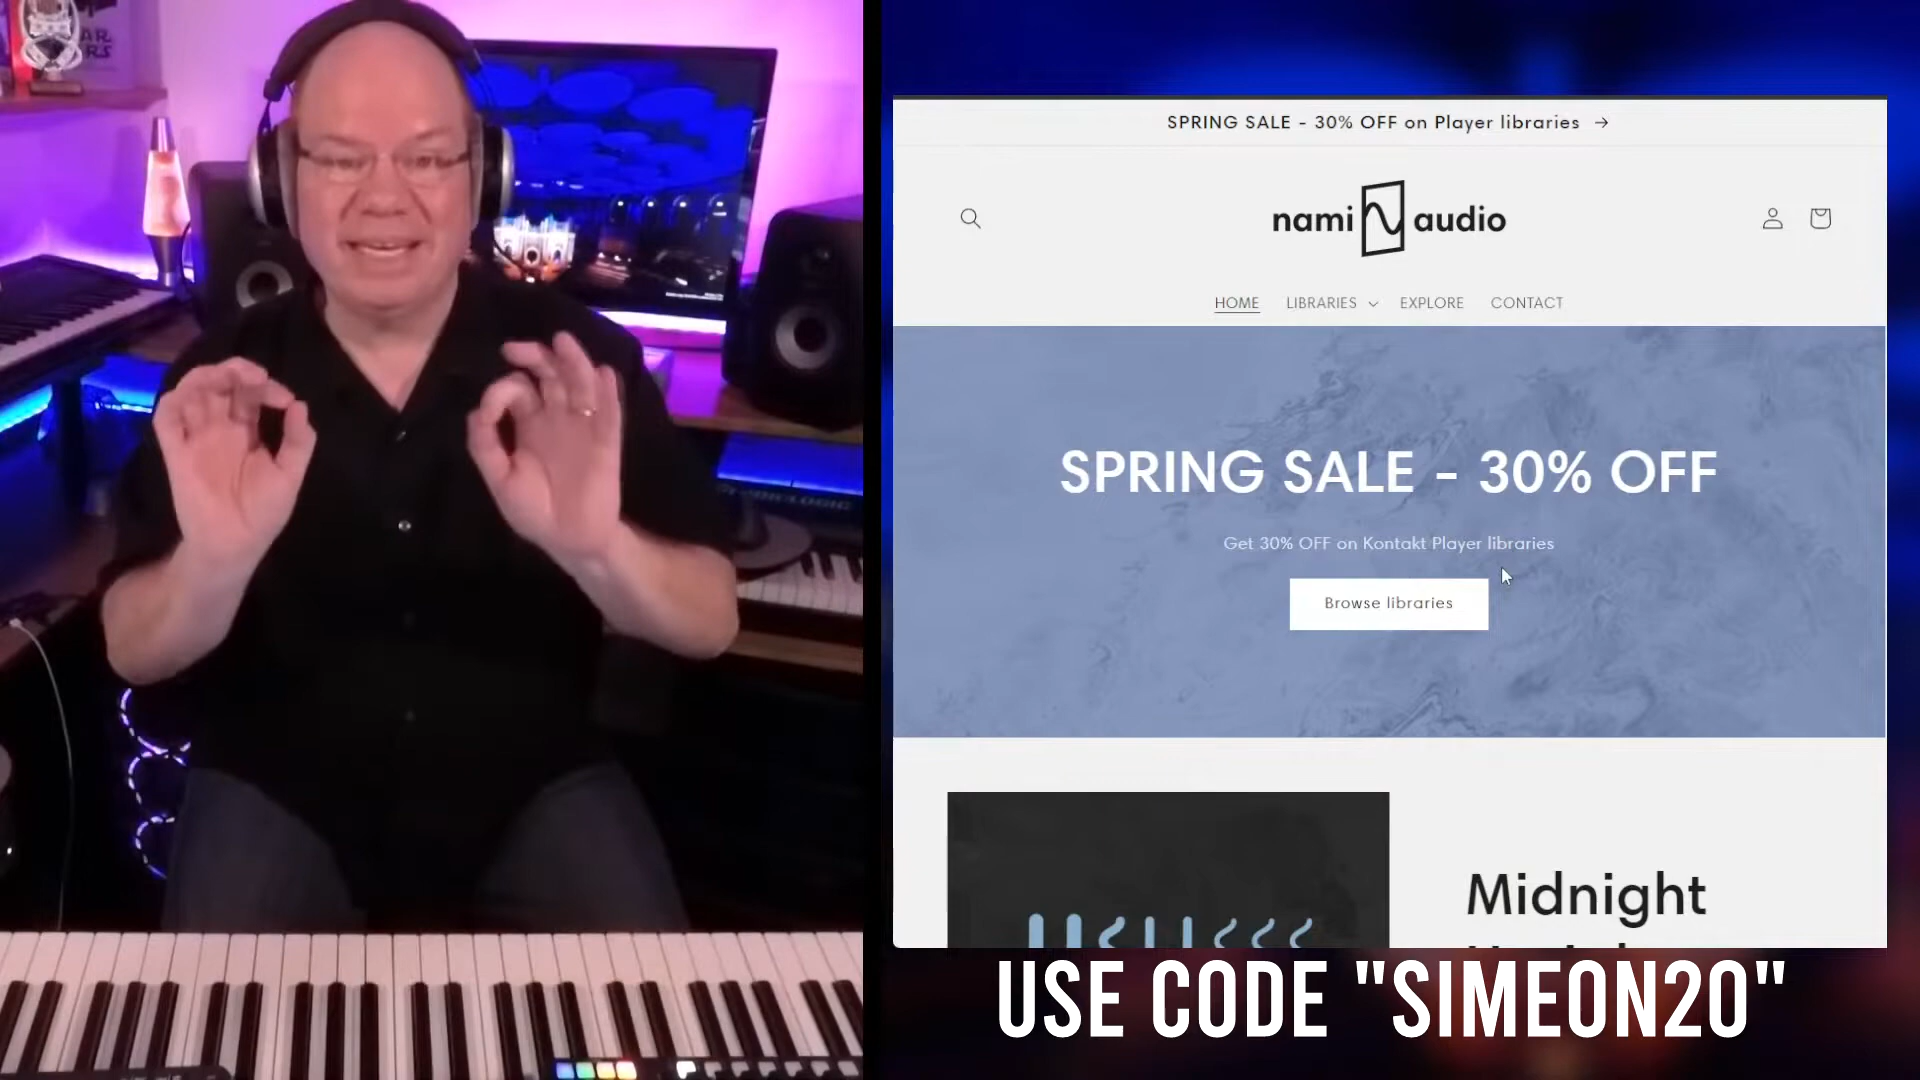 SPRING SALE - 30% OFF on Player libraries →
nami audio
HOME LIBRARIES EXPLORE CONTACT
SPRING SALE - 30% OFF
Get 30% OFF on Kontakt Player libraries
Browse libraries
Midnight
USE CODE "SIMEON20"